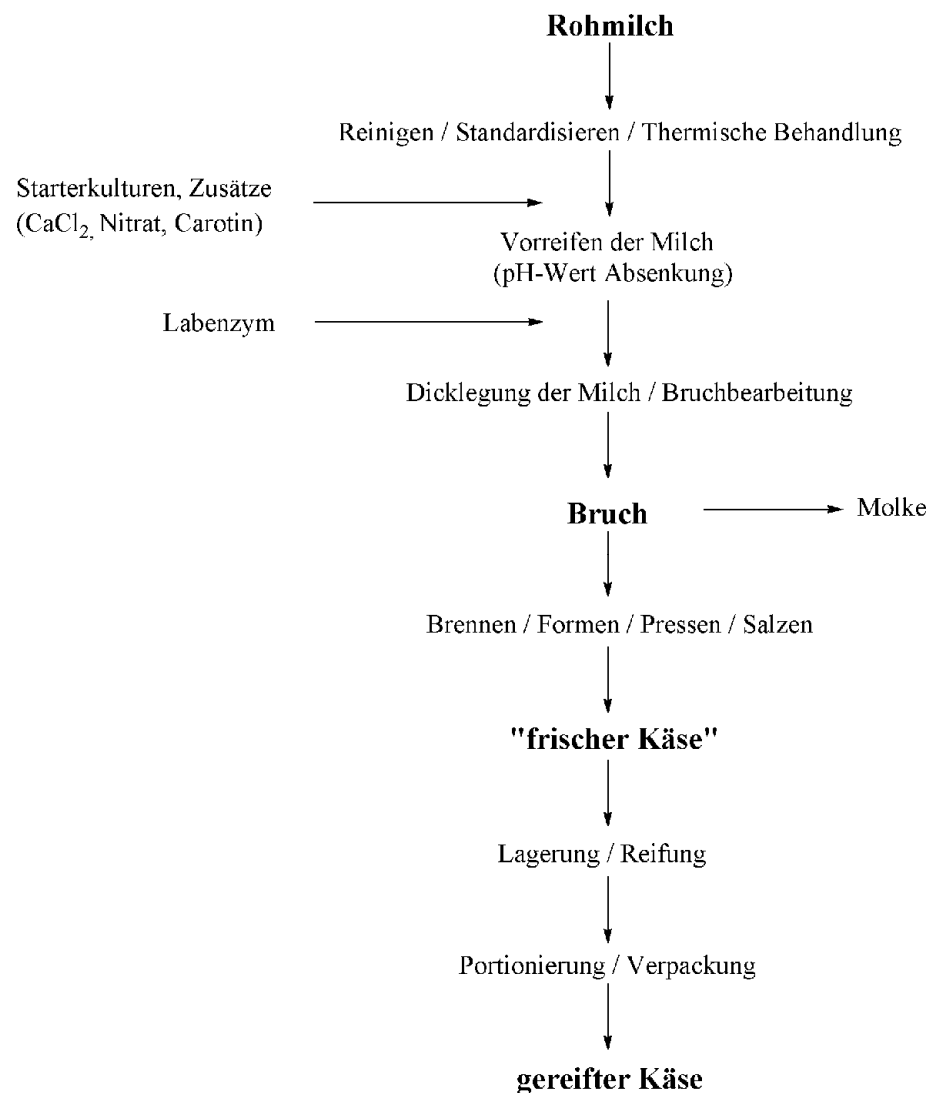 Rohmilch
Reinigen / Standardisieren / Thermische Behandlung
Starterkulturen, Zusätze
(CaCl2, Nitrat, Carotin)
Vorreifen der Milch
(pH-Wert Absenkung)
Labenzym
Dicklegung der Milch / Bruchbearbeitung
Bruch
Molke
Brennen / Formen / Pressen / Salzen
"frischer Käse"
Lagerung / Reifung
Portionierung / Verpackung
gereifter Käse